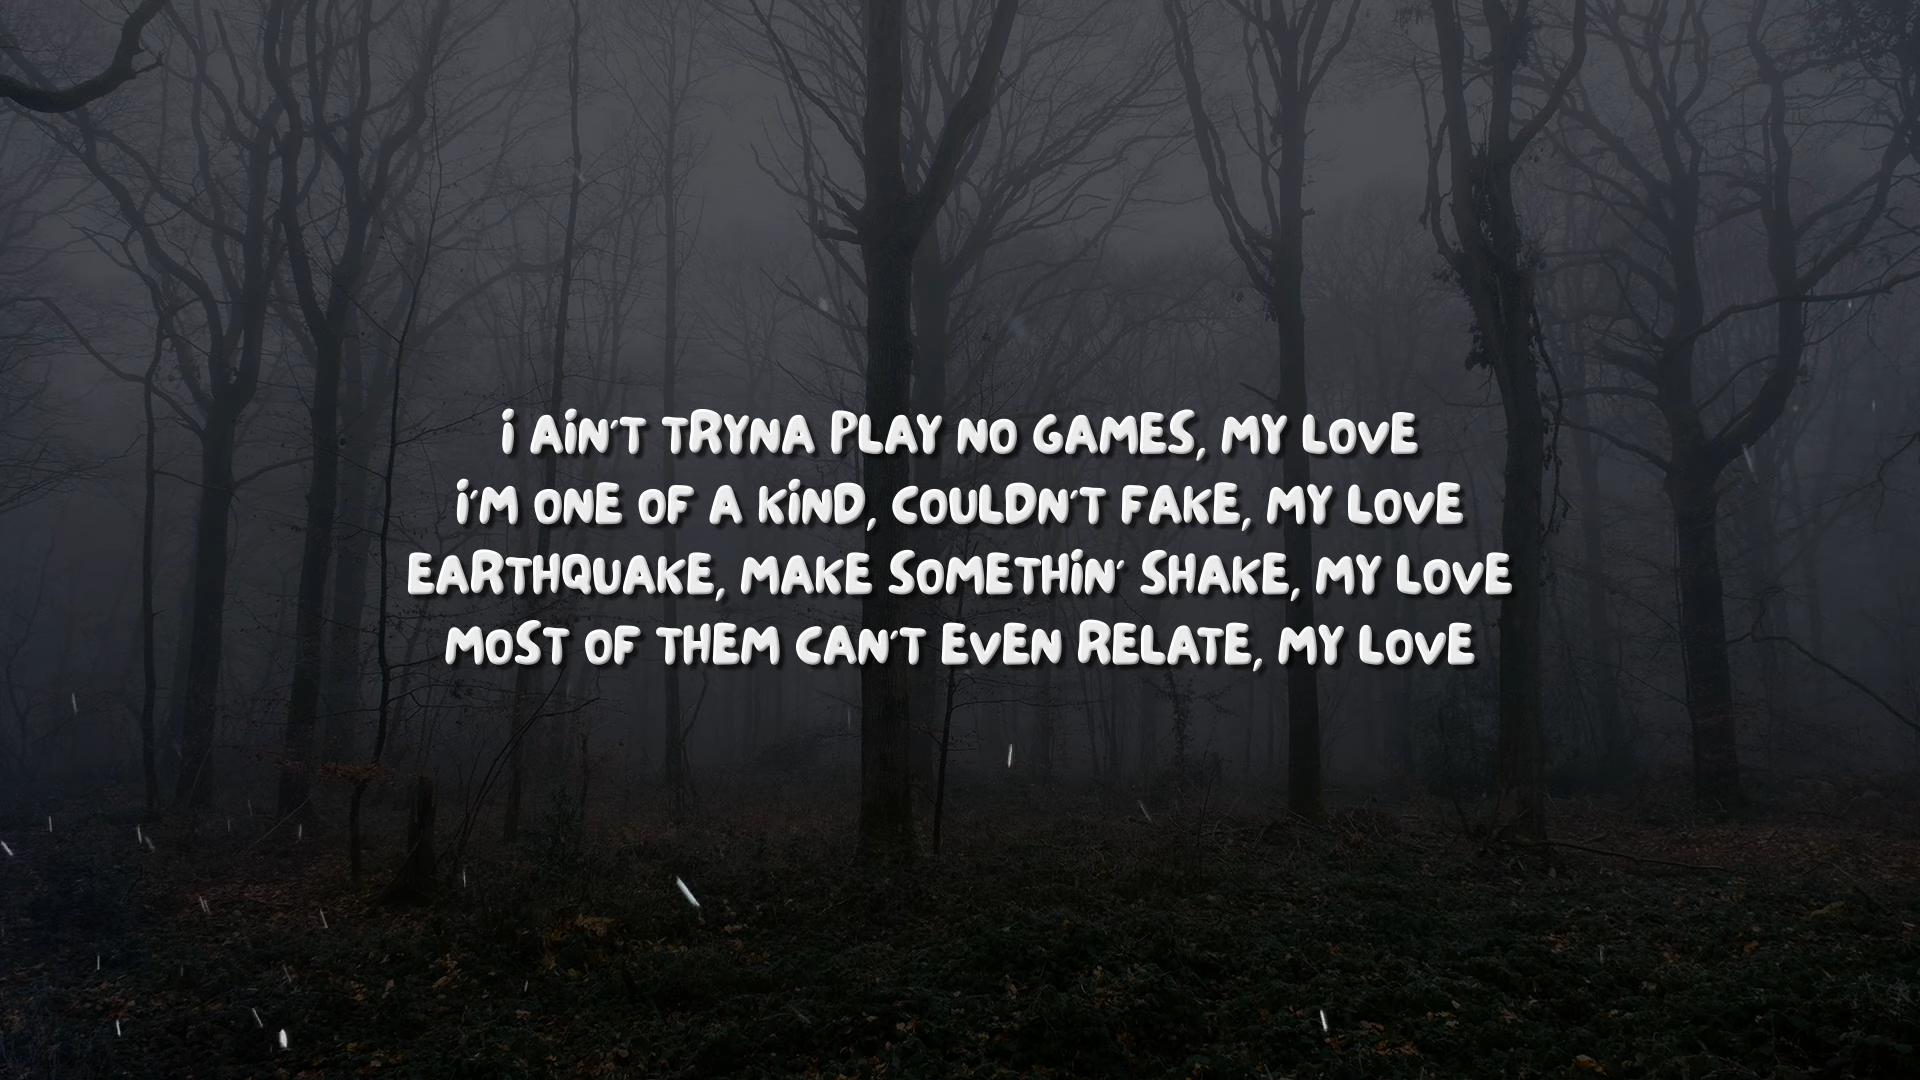 I AIN'T TRYNA PLAY NO GAMES, MY LOVE
I'M ONE OF A KIND, COULDN'T FAKE, MY LOVE
EARTHQUAKE, MAKE SOMETHIN' SHAKE, MY LOVE
MOST OF THEM CAN'T EVEN RELATE, MY LOVE